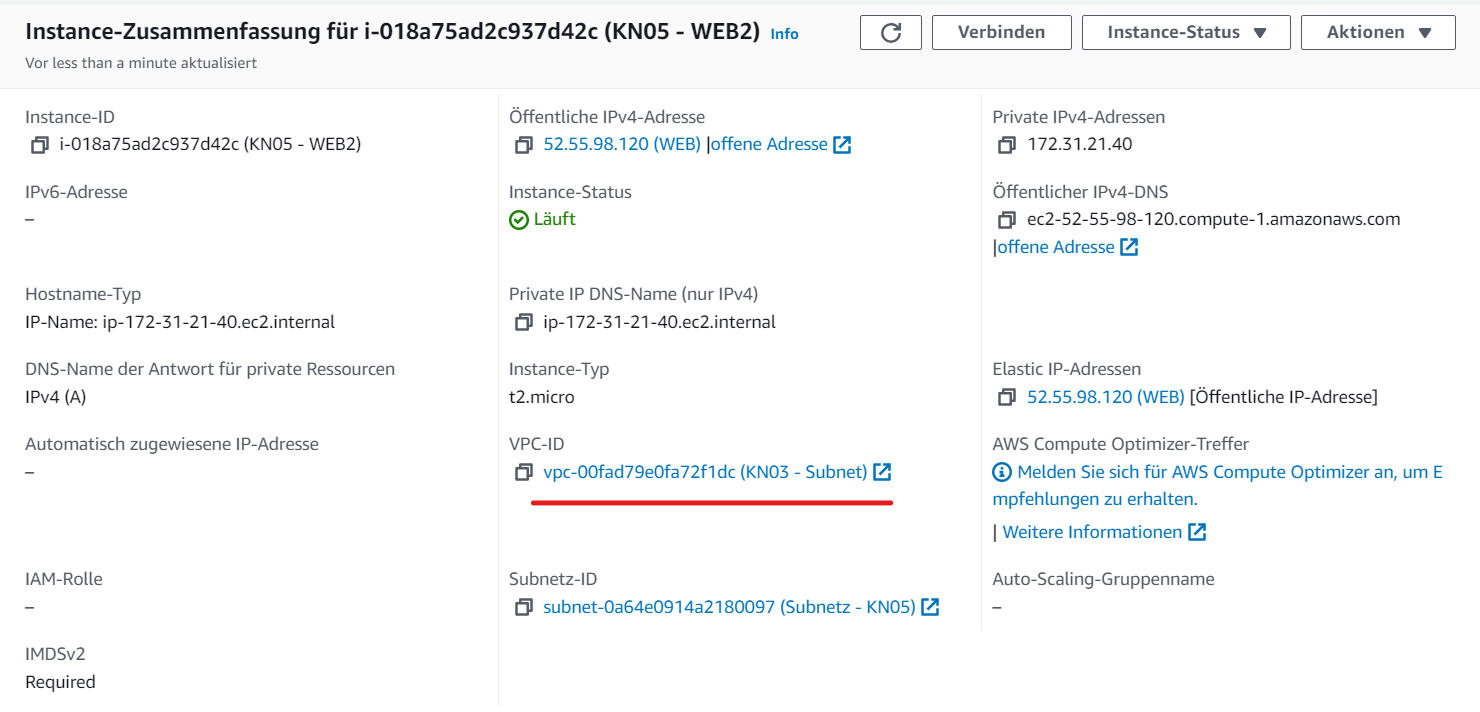 Instance-Zusammenfassung für i-018a75ad2c937d42c (KN05 - WEB2) Info
Verbinden
Instance-Status
Aktionen
Vor less than a minute aktualisiert
Instance-ID
i-018a75ad2c937d42c (KN05 - WEB2)
Öffentliche IPv4-Adresse
52.55.98.120 (WEB) |offene Adresse
Private IPv4-Adressen
172.31.21.40
IPv6-Adresse
–
Instance-Status
Läuft
Öffentlicher IPv4-DNS
ec2-52-55-98-120.compute-1.amazonaws.com
|offene Adresse
Hostname-Typ
IP-Name: ip-172-31-21-40.ec2.internal
Private IP DNS-Name (nur IPv4)
ip-172-31-21-40.ec2.internal
DNS-Name der Antwort für private Ressourcen
IPv4 (A)
Instance-Typ
t2.micro
Elastic IP-Adressen
52.55.98.120 (WEB) [Öffentliche IP-Adresse]
Automatisch zugewiesene IP-Adresse
–
VPC-ID
vpc-00fad79e0fa72f1dc (KN03 - Subnet)
AWS Compute Optimizer-Treffer
Melden Sie sich für AWS Compute Optimizer an, um E
mpfehlungen zu erhalten.
| Weitere Informationen
IAM-Rolle
–
Subnetz-ID
subnet-0a64e0914a2180097 (Subnetz - KN05)
Auto-Scaling-Gruppenname
–
IMDSv2
Required